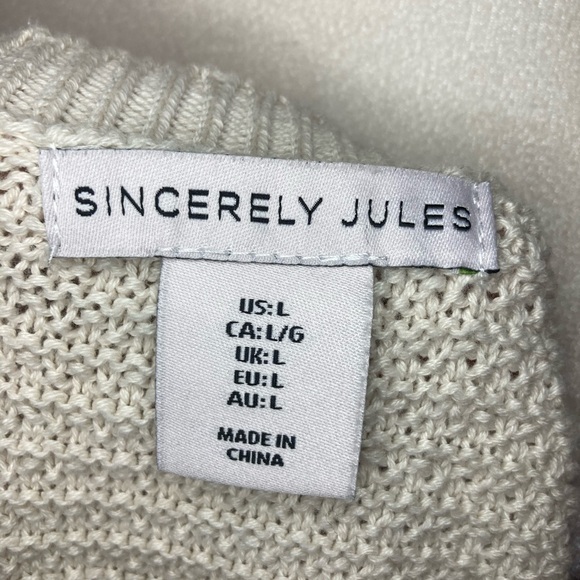 SINCERELY JULES
US: L
CA: L/G
UK: L
EU: L
AU: L
MADE IN
CHINA